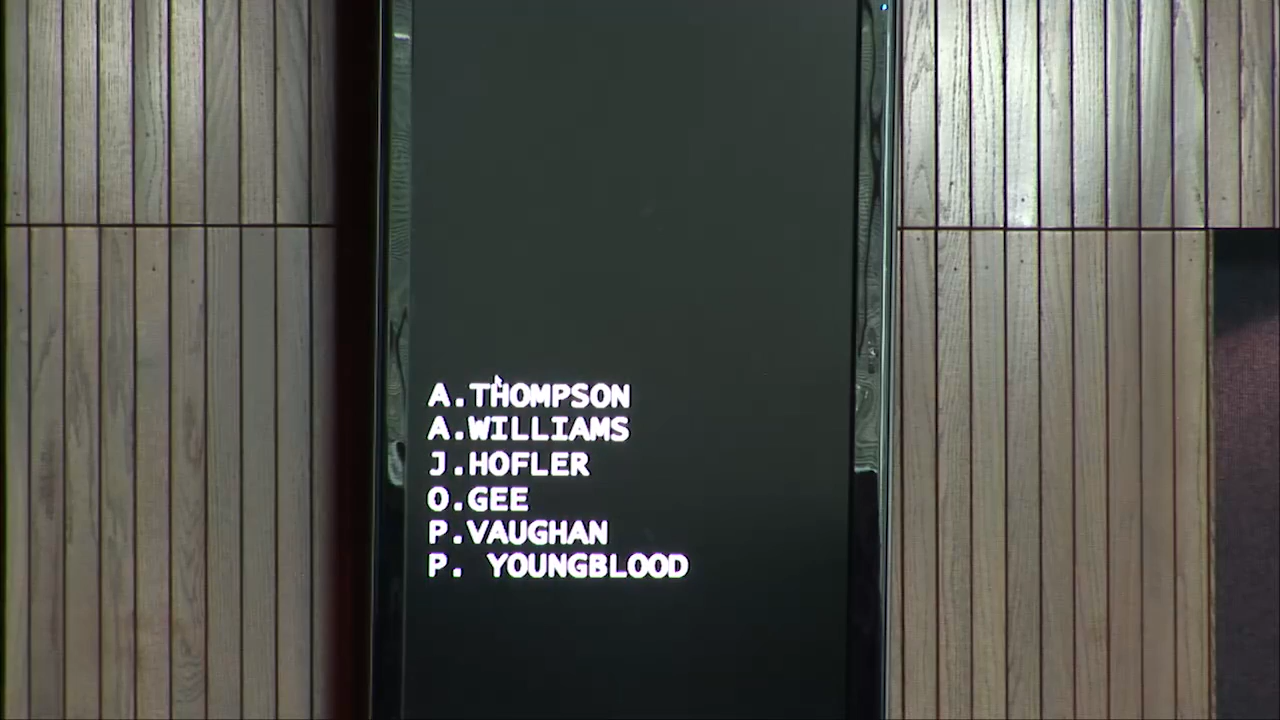 A.THOMPSON
A.WILLIAMS
J.HOFLER
O.GEE
P.VAUGHAN
P. YOUNGBLOOD